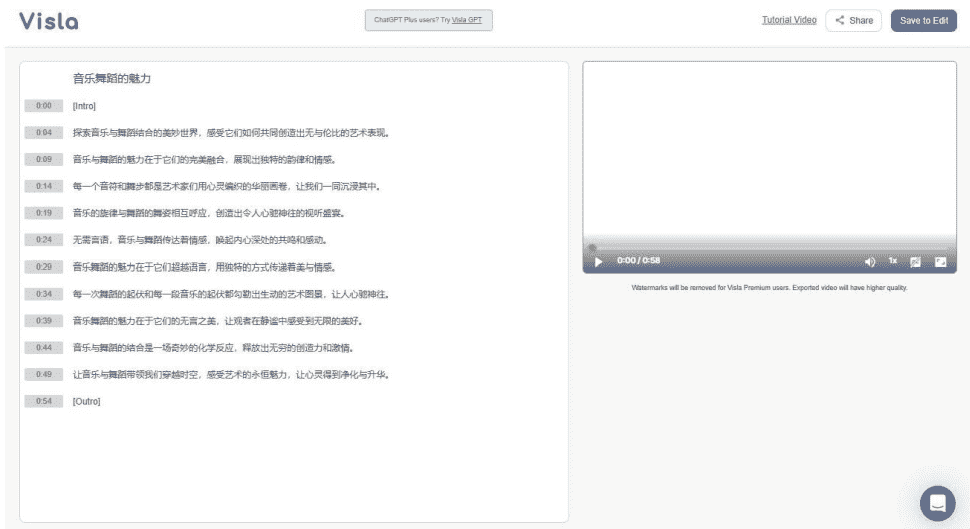 Visla
ChatGPT Plus users? Try Visla GPT
Tutorial Video
Share
Save to Edit
音乐舞蹈的魅力
0:00 [Intro]
0:04 探索音乐与舞蹈结合的美妙世界，感受它们如何共同创造出无与伦比的艺术表现。
0:09 音乐与舞蹈的魅力在于它们的完美融合，展现出独特的韵律和情感。
0:14 每一个音符和舞步都是艺术家们用心灵编织的华丽画卷，让我们一同沉浸其中。
0:19 音乐的旋律与舞蹈的舞姿相互呼应，创造出令人心驰神往的视听盛宴。
0:24 无需言语，音乐与舞蹈传达着情感，唤起内心深处的共鸣和感动。
0:29 音乐舞蹈的魅力在于它们超越语言，用独特的方式传递着美与情感。
0:34 每一次舞蹈的起伏和每一段音乐的起伏都勾勒出生动的艺术图景，让人心驰神往。
0:39 音乐舞蹈的魅力在于它们的无言之美，让观者在静谧中感受到无限的美好。
0:44 音乐与舞蹈的结合是一场奇妙的化学反应，释放出无穷的创造力和激情。
0:49 让音乐与舞蹈带领我们穿越时空，感受艺术的永恒魅力，让心灵得到净化与升华。
0:54 [Outro]
0:00 / 0:58
1x
Watermarks will be removed for Visla Premium users. Exported video will have higher quality.